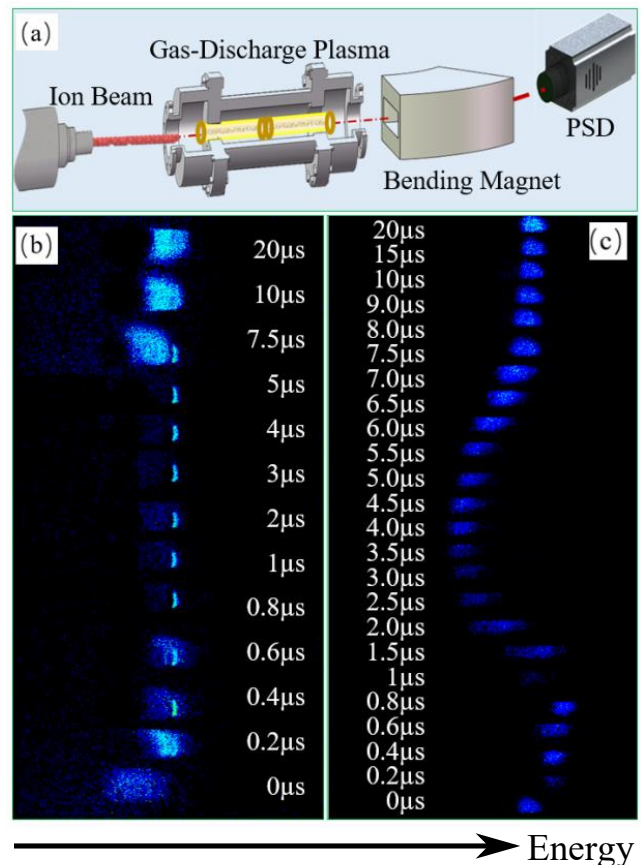 (a)
Gas-Discharge Plasma
Ion Beam
PSD
Bending Magnet
(b)
20μs
10μs
7.5μs
5μs
4μs
3μs
2μs
1μs
0.8μs
0.6μs
0.4μs
0.2μs
0μs
(c)
20μs
15μs
10μs
9.0μs
8.0μs
7.5μs
7.0μs
6.5μs
6.0μs
5.5μs
5.0μs
4.5μs
4.0μs
3.5μs
3.0μs
2.5μs
2.0μs
1.5μs
1μs
0.8μs
0.6μs
0.4μs
0.2μs
0μs
Energy